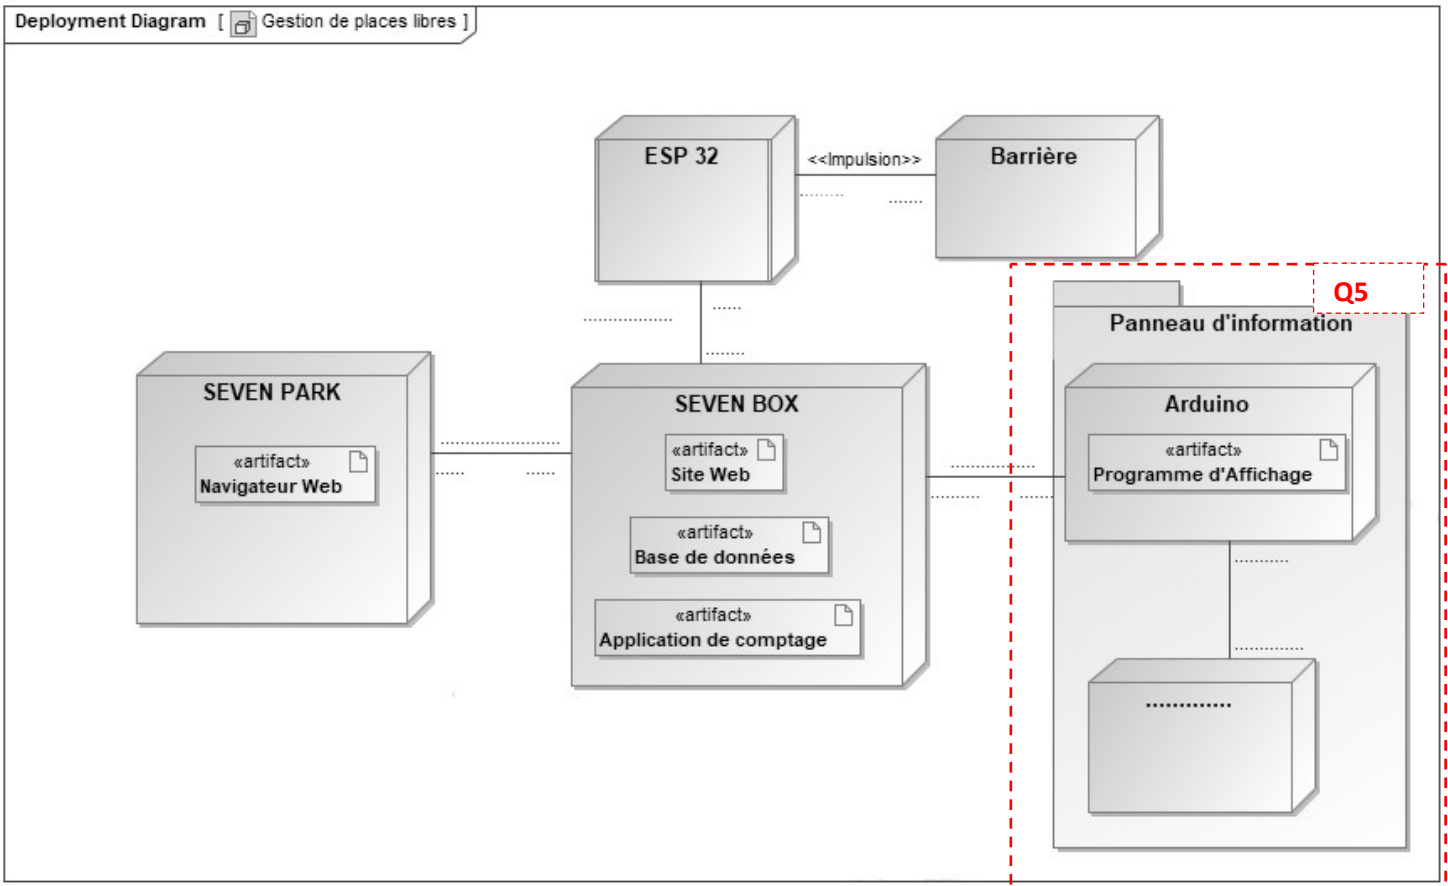 Deployment Diagram [ Gestion de places libres ]
ESP 32
<<Impulsion>>
Barrière
...........
........
Q5
Panneau d'information
.......
......................
........
SEVEN PARK
«artifact»
Navigateur Web
..............................
.......
.......
SEVEN BOX
«artifact»
Site Web
«artifact»
Base de données
«artifact»
Application de comptage
.....................
............
........
Arduino
«artifact»
Programme d'Affichage
..............
.................
.............